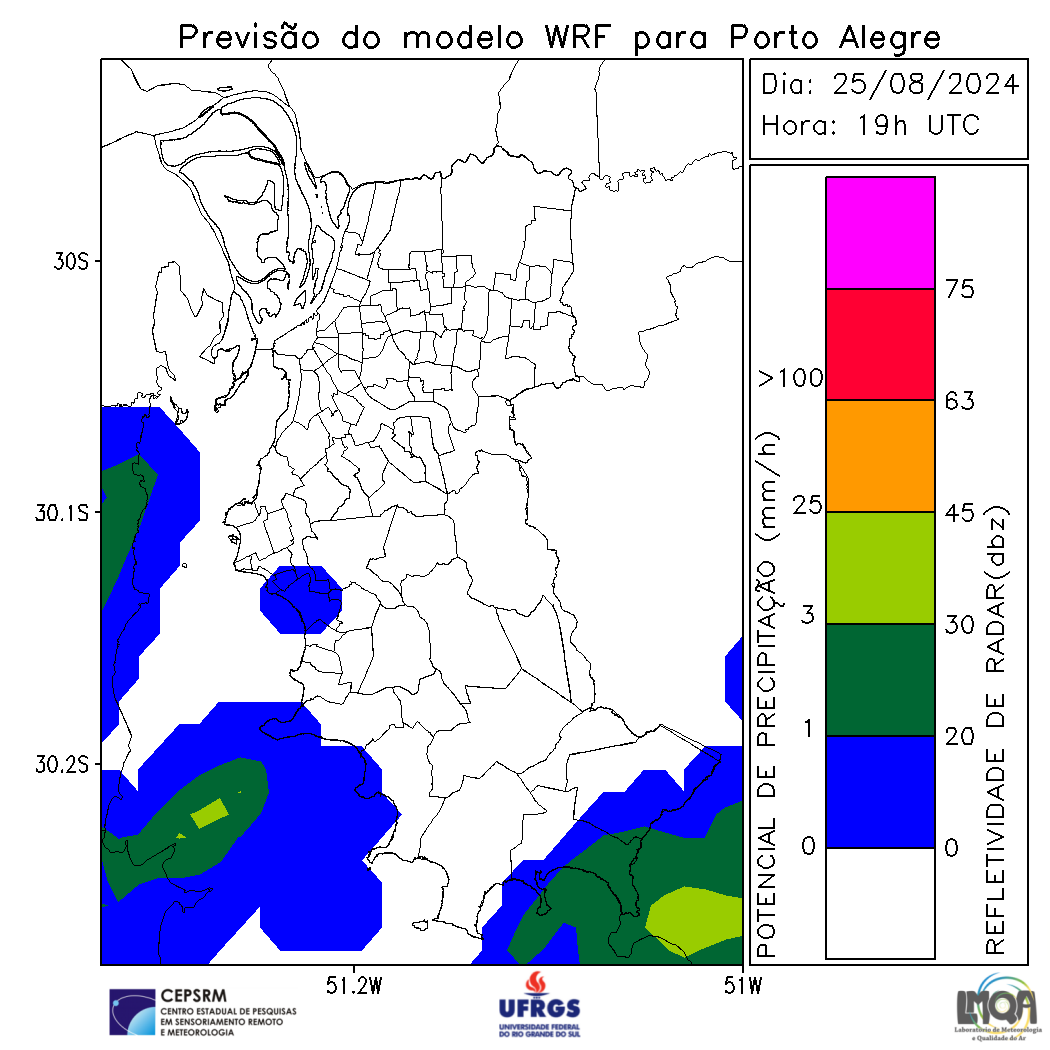 Previsão do modelo WRF para Porto Alegre
Dia: 25/08/2024
Hora: 19h UTC
30S
30.1S
30.2S
51.2W
51W
POTENCIAL DE PRECIPITAÇÃO (mm/h)
>100
25
3
1
0
75
63
45
30
20
0
REFLETIVIDADE DE RADAR(dbz)
CEPSRM
CENTRO ESTADUAL DE PESQUISAS
EM SENSORIAMENTO REMOTO
E METEOROLOGIA
UFRGS
UNIVERSIDADE FEDERAL
DO RIO GRANDE DO SUL
LMQA
Laboratório de Meteorologia
e Qualidade do Ar